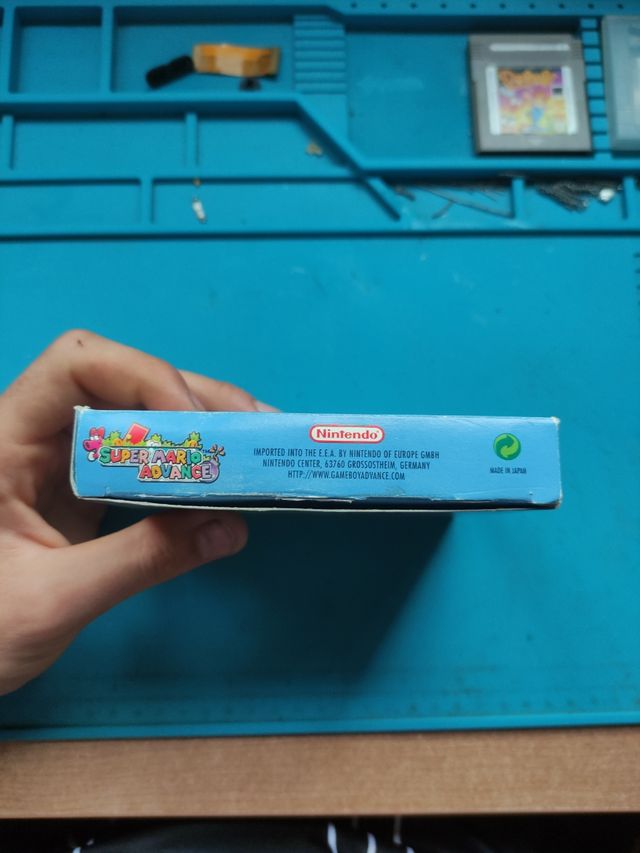 SUPER MARIO
ADVANCE
Nintendo
IMPORTED INTO THE E.E.A. BY NINTENDO OF EUROPE GMBH
NINTENDO CENTER, 63760 GROSSOSTHEIM, GERMANY
HTTP://WWW.GAMEBOYADVANCE.COM
MADE IN JAPAN